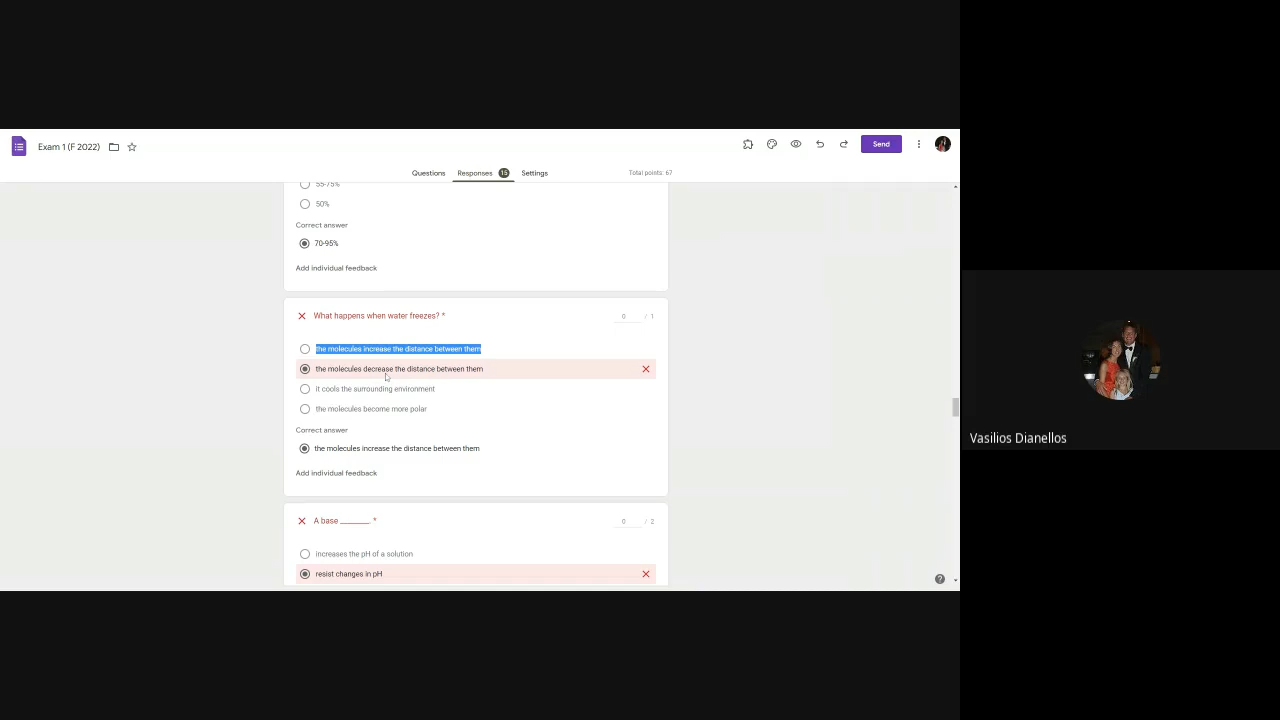 Exam 1 (F 2022)
Send
Questions
Responses 15
Settings
Total points: 67
55-75%
50%
Correct answer
70-95%
Add individual feedback
What happens when water freezes? *
0 / 1
the molecules increase the distance between them
the molecules decrease the distance between them
it cools the surrounding environment
the molecules become more polar
Correct answer
the molecules increase the distance between them
Add individual feedback
A base ________. *
0 / 2
increases the pH of a solution
resist changes in pH
Vasilios Dianellos